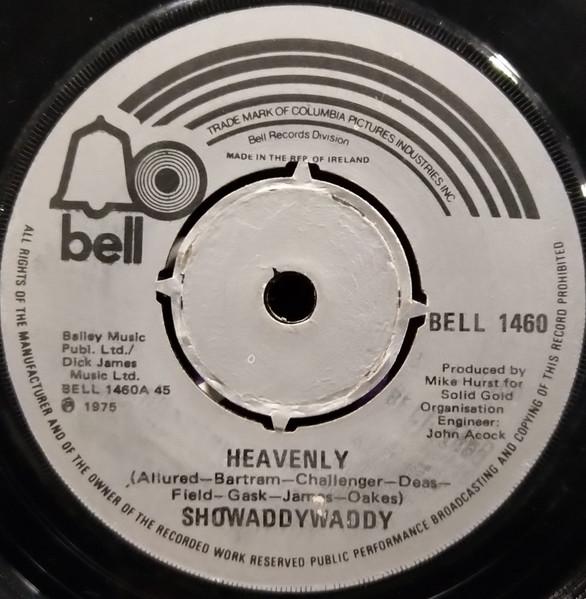 TRADE MARK OF COLUMBIA PICTURES INDUSTRIES INC
Bell Records Division
MADE IN THE REP OF IRELAND
bell
BELL 1460
Bailey Music
Publ. Ltd./
Dick James
Music Ltd.
BELL 1460A 45
Ⓟ 1975
Produced by
Mike Hurst for
Solid Gold
Organisation
Engineer:
John Acock
HEAVENLY
(Allured—Bartram—Challenger—Deas—
Field—Gask—James—Oakes)
SHOWADDYWADDY
ALL RIGHTS OF THE MANUFACTURER AND OF THE OWNER OF THE RECORDED WORK RESERVED PUBLIC PERFORMANCE BROADCASTING AND COPYING OF THIS RECORD PROHIBITED